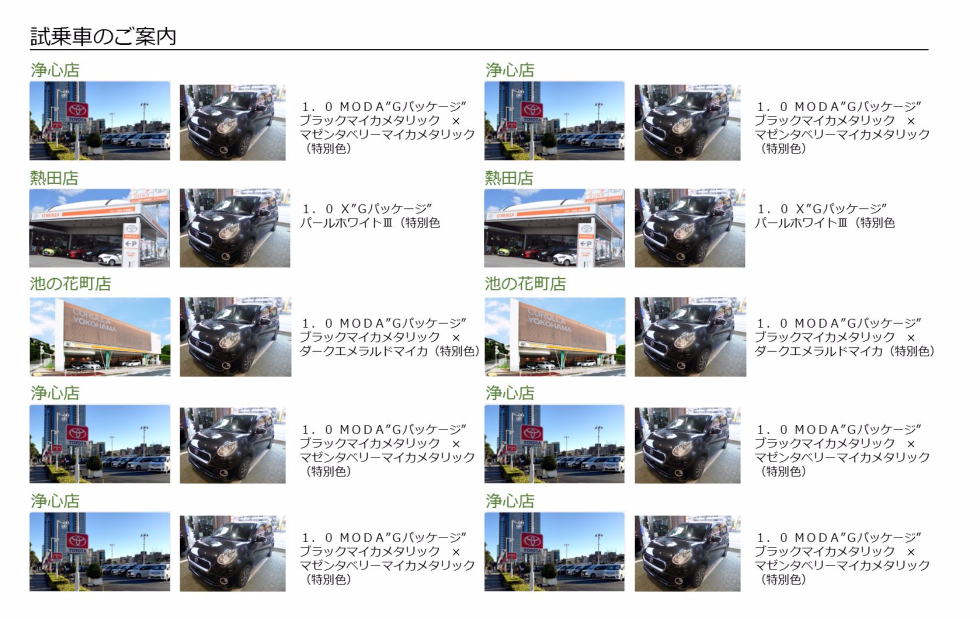 試乗車のご案内
浄心店
１．０ ＭＯＤＡ”Gパッケージ”
ブラックマイカメタリック　×
マゼンタベリーマイカメタリック
（特別色）
熱田店
１．０ Ｘ”Gパッケージ”
パールホワイトⅢ（特別色
池の花町店
COROLLA
YOKOHAMA
１．０ ＭＯＤＡ”Gパッケージ”
ブラックマイカメタリック　×
ダークエメラルドマイカ（特別色）
浄心店
TOYOTA
１．０ ＭＯＤＡ”Gパッケージ”
ブラックマイカメタリック　×
マゼンタベリーマイカメタリック
（特別色）
浄心店
TOYOTA
１．０ ＭＯＤＡ”Gパッケージ”
ブラックマイカメタリック　×
マゼンタベリーマイカメタリック
（特別色）
浄心店
TOYOTA
１．０ ＭＯＤＡ”Gパッケージ”
ブラックマイカメタリック　×
マゼンタベリーマイカメタリック
（特別色）
熱田店
１．０ Ｘ”Gパッケージ”
パールホワイトⅢ（特別色
池の花町店
COROLLA
YOKOHAMA
１．０ ＭＯＤＡ”Gパッケージ”
ブラックマイカメタリック　×
ダークエメラルドマイカ（特別色）
浄心店
TOYOTA
１．０ ＭＯＤＡ”Gパッケージ”
ブラックマイカメタリック　×
マゼンタベリーマイカメタリック
（特別色）
浄心店
TOYOTA
１．０ ＭＯＤＡ”Gパッケージ”
ブラックマイカメタリック　×
マゼンタベリーマイカメタリック
（特別色）